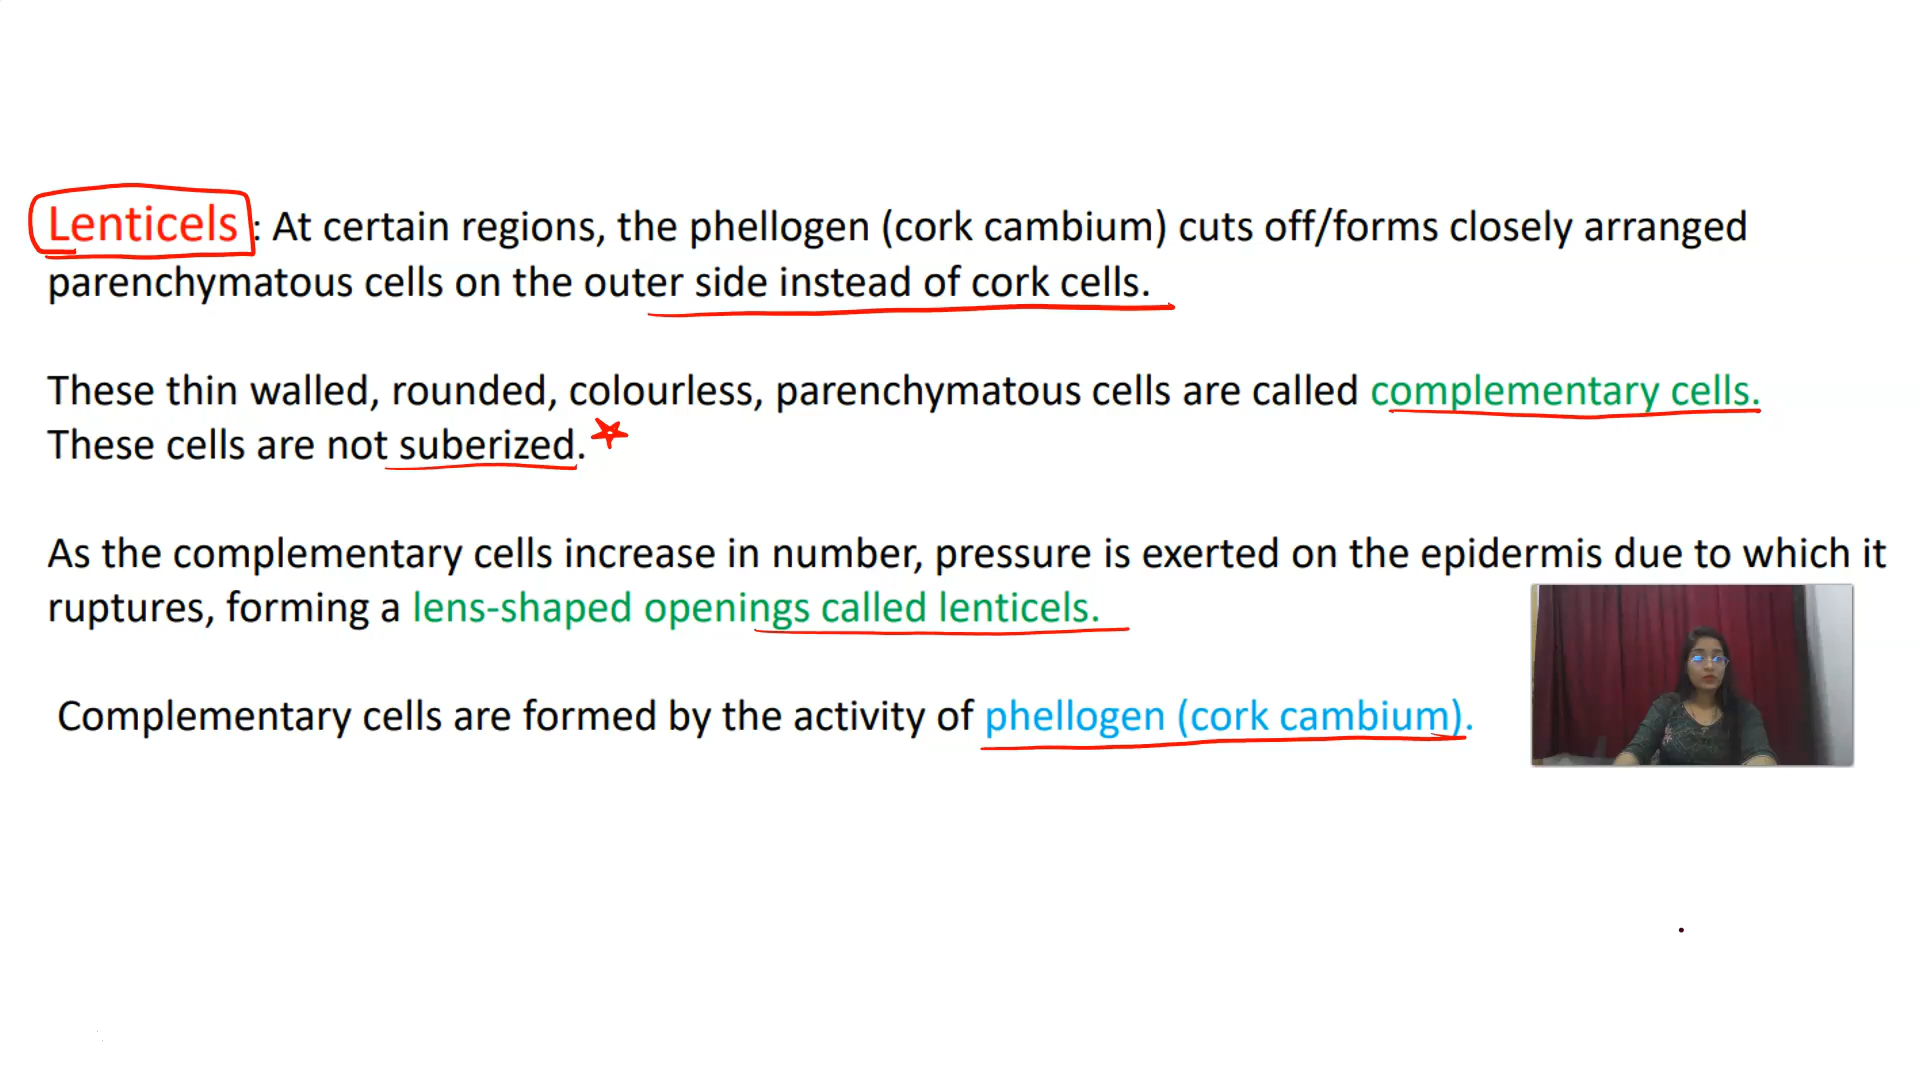 Lenticels : At certain regions, the phellogen (cork cambium) cuts off/forms closely arranged
parenchymatous cells on the outer side instead of cork cells.
These thin walled, rounded, colourless, parenchymatous cells are called complementary cells.
These cells are not suberized.
As the complementary cells increase in number, pressure is exerted on the epidermis due to which it
ruptures, forming a lens-shaped openings called lenticels.
Complementary cells are formed by the activity of phellogen (cork cambium).